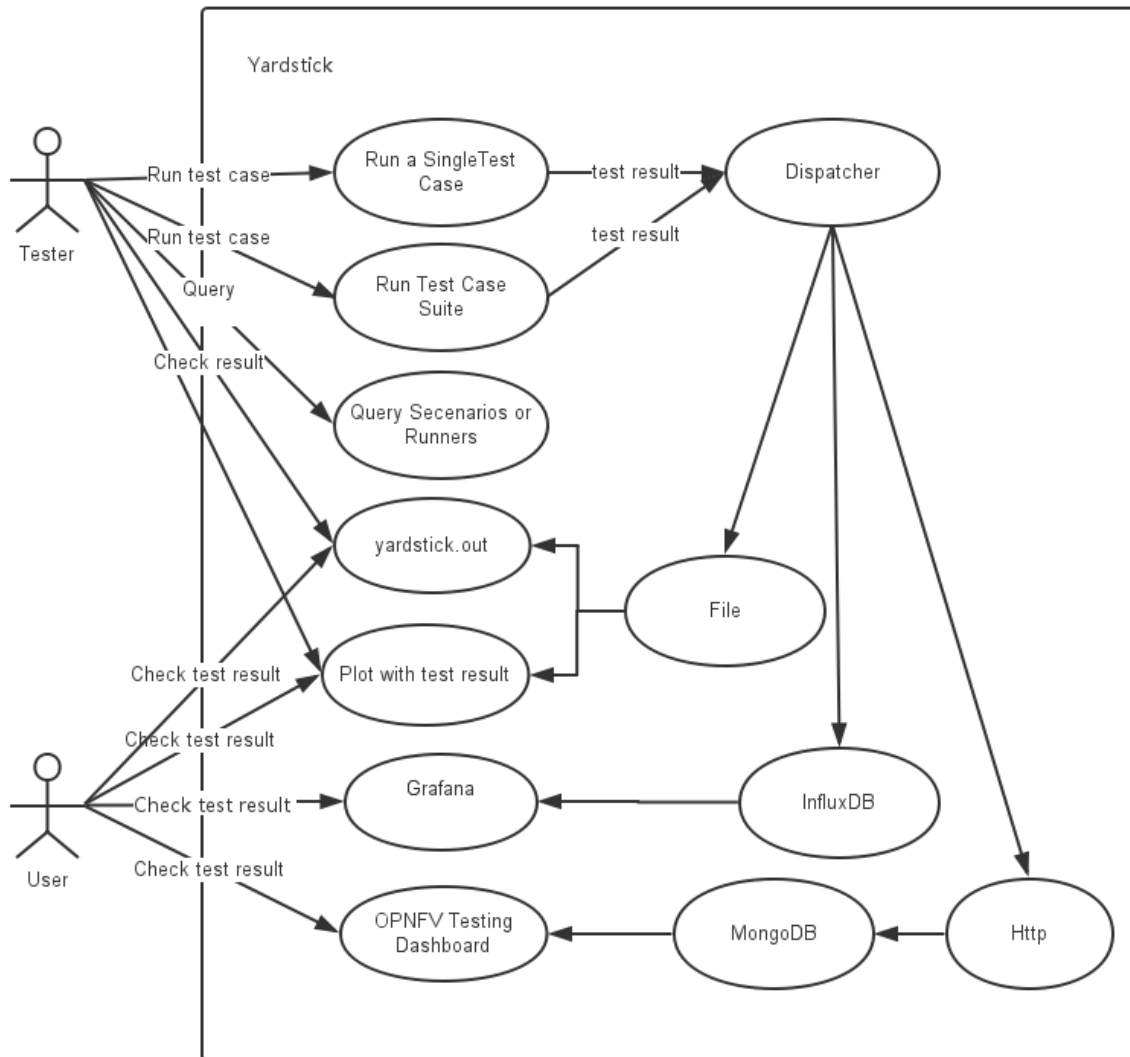 Yardstick
Run a SingleTest
Case
Run test case
test result
Dispatcher
Tester
Run test case
test result
Run Test Case
Suite
Query
Check result
Query Secenarios or
Runners
yardstick.out
File
Check test result
Plot with test result
Check test result
Grafana
Check test result
InfluxDB
User
Check test result
OPNFV Testing
Dashboard
MongoDB
Http